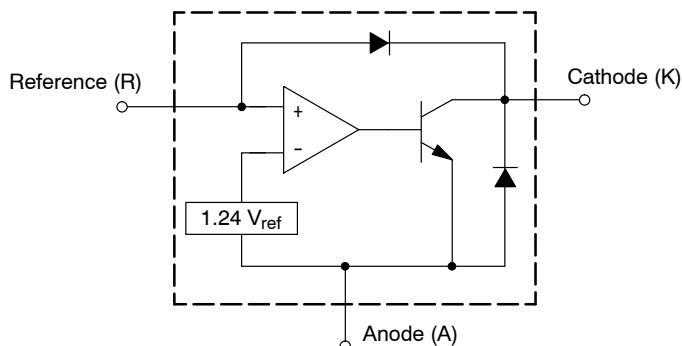 Reference (R)
Cathode (K)
+
–
1.24 Vref
Anode (A)